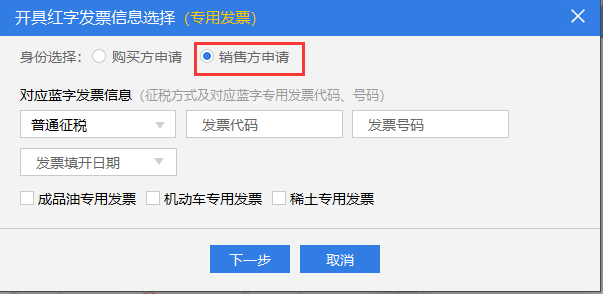 开具红字发票信息选择（专用发票）
身份选择： 购买方申请 销售方申请
对应蓝字发票信息（征税方式及对应蓝字专用发票代码、号码）
普通征税 发票代码 发票号码
发票填开日期
成品油专用发票 机动车专用发票 稀土专用发票
下一步 取消